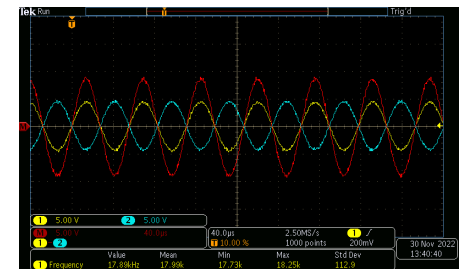 Tek Run Trig'd
T
T
M
1 5.00 V 2 5.00 V
M 5.00 V 40.0µs
1 - 2
40.0µs 2.50MS/s 1 /
T 10.00 % 1000 points 200mV
30 Nov 2022
13:40:40
Value Mean Min Max Std Dev
1 Frequency 17.89kHz 17.99k 17.73k 18.25k 112.9